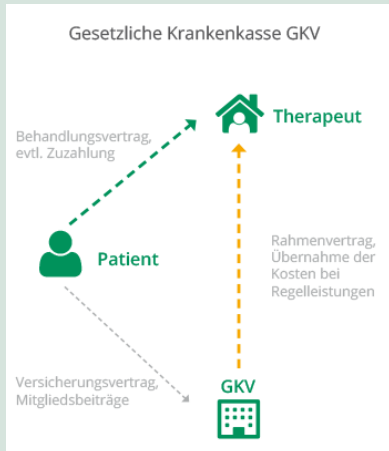 Gesetzliche Krankenkasse GKV
Therapeut
Behandlungsvertrag,
evtl. Zuzahlung
Patient
Rahmenvertrag,
Übernahme der
Kosten bei
Regelleistungen
Versicherungsvertrag,
Mitgliedsbeiträge
GKV